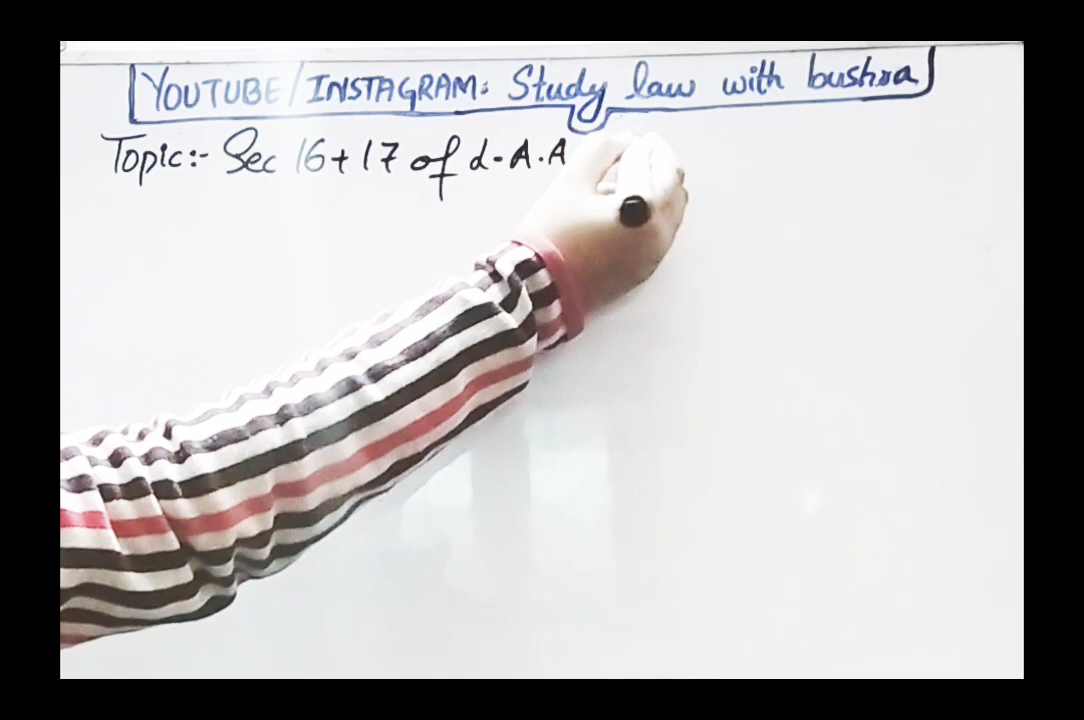 YOUTUBE/INSTAGRAM: Study law with bushra
Topic:- Sec 16+17 of d.A.A